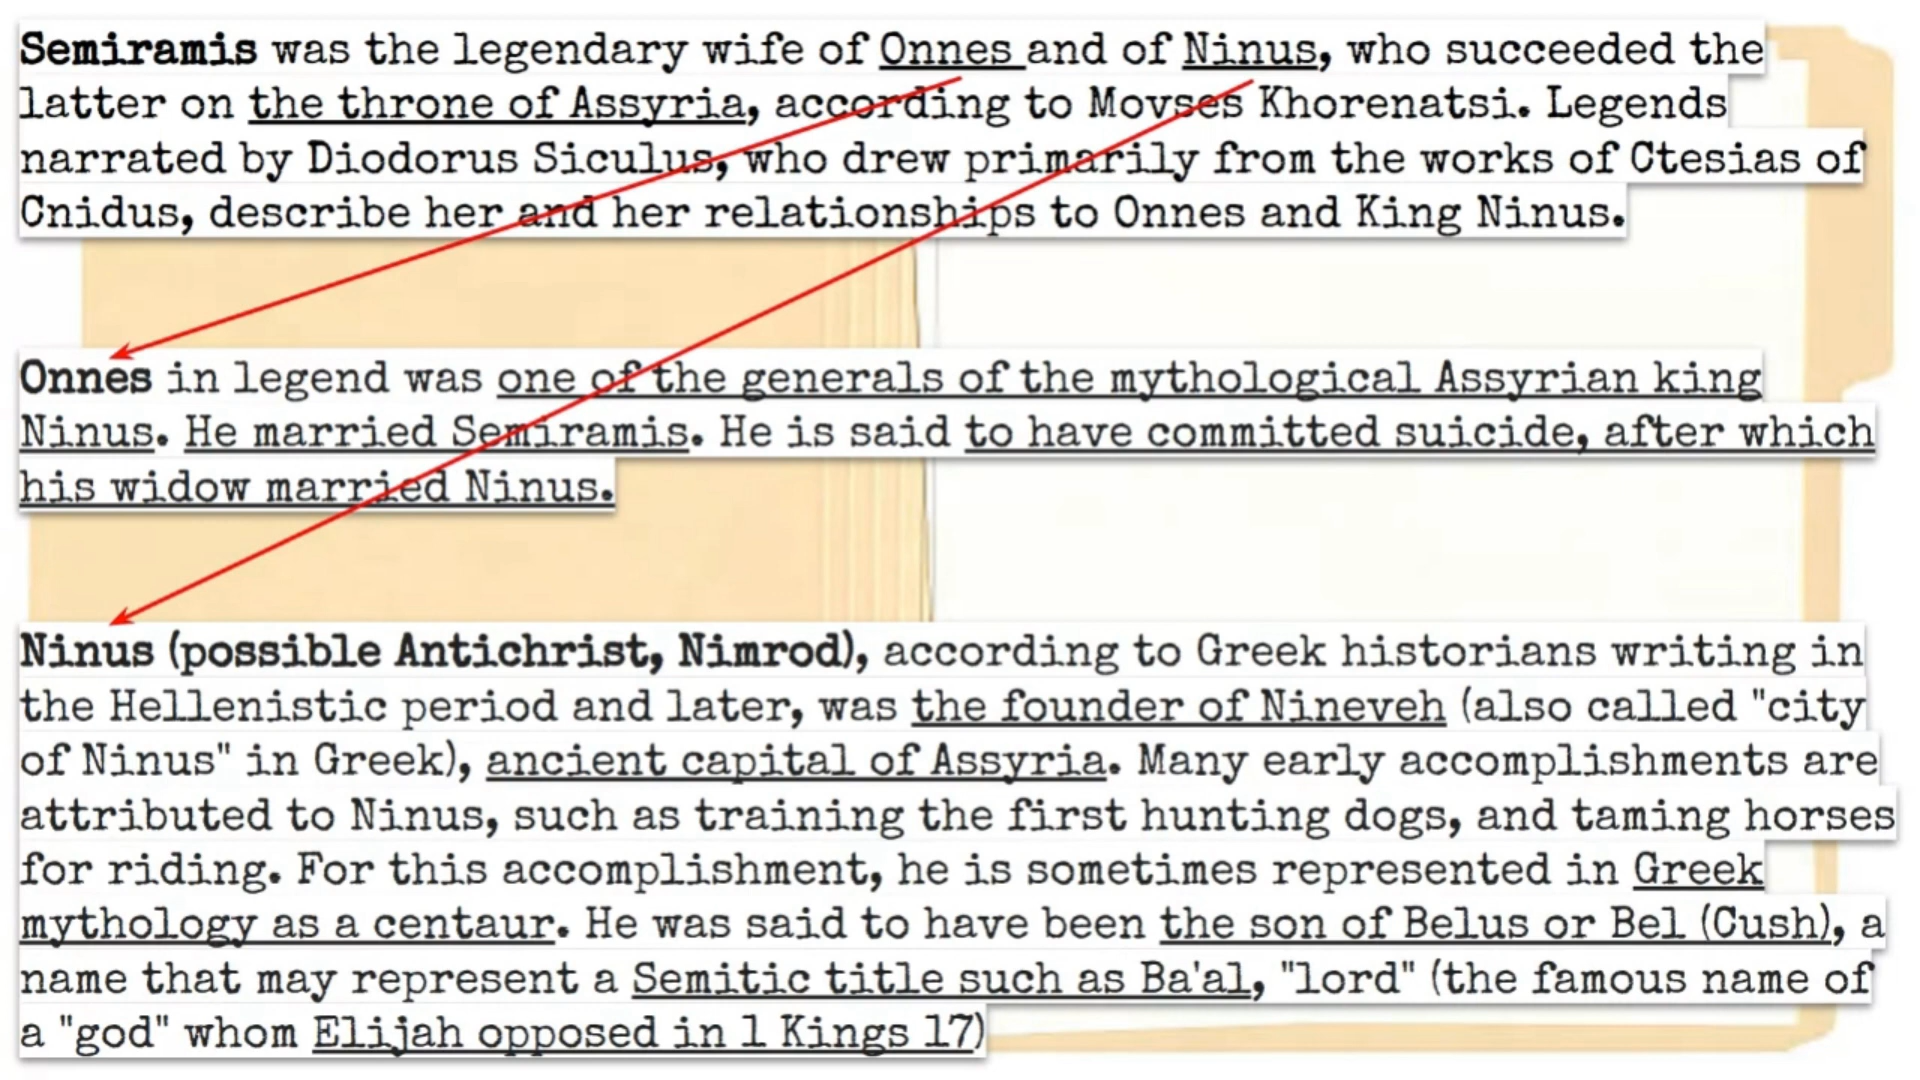 Semiramis was the legendary wife of Onnes and of Ninus, who succeeded the
latter on the throne of Assyria, according to Movses Khorenatsi. Legends
narrated by Diodorus Siculus, who drew primarily from the works of Ctesias of
Cnidus, describe her and her relationships to Onnes and King Ninus.
Onnes in legend was one of the generals of the mythological Assyrian king
Ninus. He married Semiramis. He is said to have committed suicide, after which
his widow married Ninus.
Ninus (possible Antichrist, Nimrod), according to Greek historians writing in
the Hellenistic period and later, was the founder of Nineveh (also called "city
of Ninus" in Greek), ancient capital of Assyria. Many early accomplishments are
attributed to Ninus, such as training the first hunting dogs, and taming horses
for riding. For this accomplishment, he is sometimes represented in Greek
mythology as a centaur. He was said to have been the son of Belus or Bel (Cush), a
name that may represent a Semitic title such as Ba'al, "lord" (the famous name of
a "god" whom Elijah opposed in 1 Kings 17)